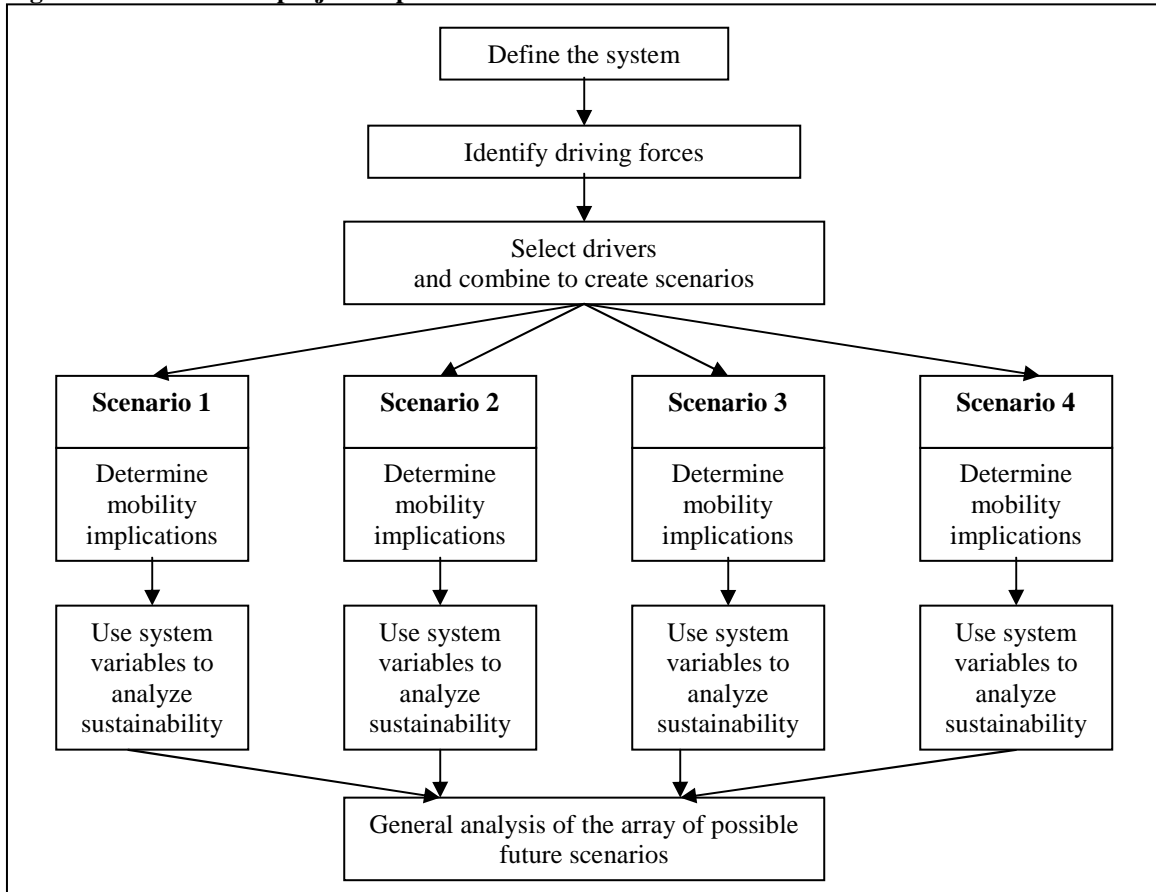 Define the system
Identify driving forces
Select drivers
and combine to create scenarios
Scenario 1
Determine
mobility
implications
Use system
variables to
analyze
sustainability
Scenario 2
Determine
mobility
implications
Use system
variables to
analyze
sustainability
Scenario 3
Determine
mobility
implications
Use system
variables to
analyze
sustainability
Scenario 4
Determine
mobility
implications
Use system
variables to
analyze
sustainability
General analysis of the array of possible
future scenarios